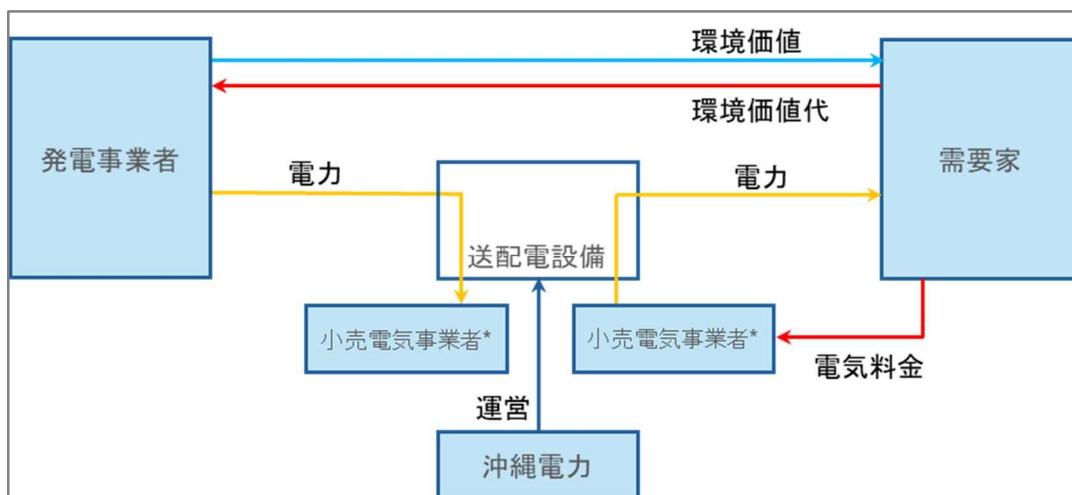 環境価値
環境価値代
発電事業者
需要家
電力
電力
送配電設備
小売電気事業者*
小売電気事業者*
電気料金
運営
沖縄電力